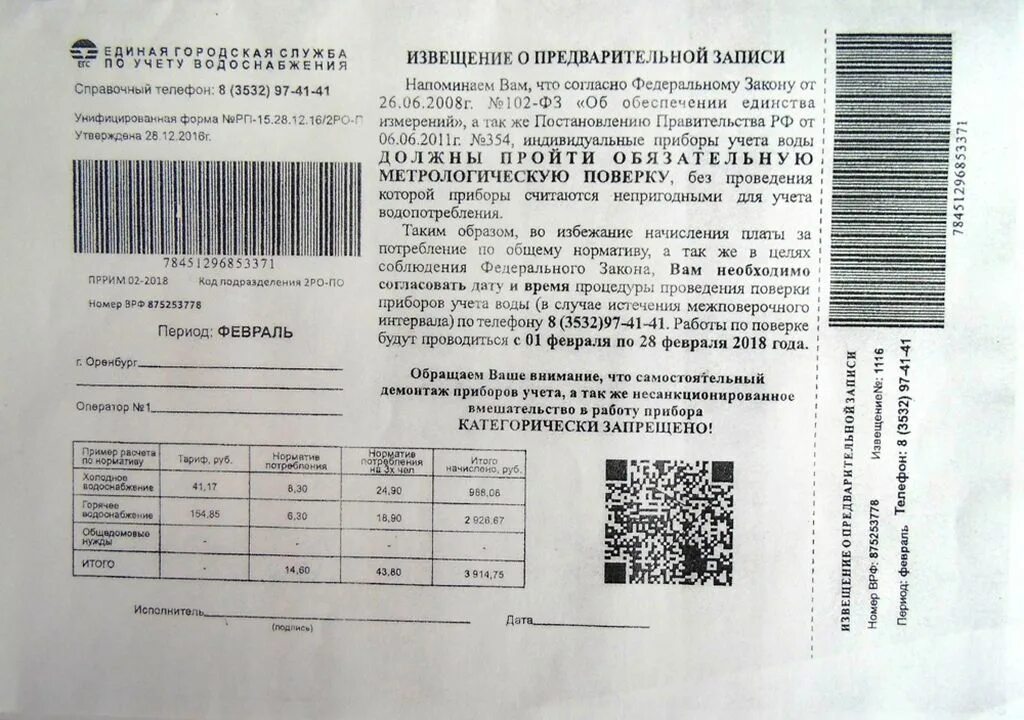 ЕДИНАЯ ГОРОДСКАЯ СЛУЖБА
ПО УЧЕТУ ВОДОСНАБЖЕНИЯ
ЕГС
Справочный телефон: 8 (3532) 97-41-41
Унифицированная форма №РП-15.28.12.16/2РО-П
Утверждена 28.12.2016г.
78451296853371
ПРРИМ 02-2018 Код подразделения 2РО-ПО
Номер ВРФ 875253778
Период: ФЕВРАЛЬ
г. Оренбург
Оператор №1
ИЗВЕЩЕНИЕ О ПРЕДВАРИТЕЛЬНОЙ ЗАПИСИ
Напоминаем Вам, что согласно Федеральному Закону от
26.06.2008г. №102-ФЗ «Об обеспечении единства
измерений», а так же Постановлению Правительства РФ от
06.06.2011г. №354, индивидуальные приборы учета воды
ДОЛЖНЫ ПРОЙТИ ОБЯЗАТЕЛЬНУЮ
МЕТРОЛОГИЧЕСКУЮ ПОВЕРКУ, без проведения
которой приборы считаются непригодными для учета
водопотребления.
Таким образом, во избежание начисления платы за
потребление по общему нормативу, а так же в целях
соблюдения Федерального Закона, Вам необходимо
согласовать дату и время процедуры проведения поверки
приборов учета воды (в случае истечения межповерочного
интервала) по телефону 8 (3532)97-41-41. Работы по поверке
будут проводиться с 01 февраля по 28 февраля 2018 года.
Обращаем Ваше внимание, что самостоятельный
демонтаж приборов учета, а так же несанкционированное
вмешательство в работу прибора
КАТЕГОРИЧЕСКИ ЗАПРЕЩЕНО!
Пример расчета по нормативу Тариф, руб. Норматив потребления Норматив потребления на 3х чел Итого начислено, руб.
Холодное водоснабжение 41,17 8,30 24,90 988,08
Горячее водоснабжение 154,85 6,30 18,90 2 926,67
Общедомовые нужды - - - -
ИТОГО - 14,60 43,80 3 914,75
Исполнитель
(подпись)
Дата
78451296853371
ИЗВЕЩЕНИЕ О ПРЕДВАРИТЕЛЬНОЙ ЗАПИСИ
Номер ВРФ: 875253778 Извещение№: 1116
Период: февраль Телефон: 8 (3532) 97-41-41